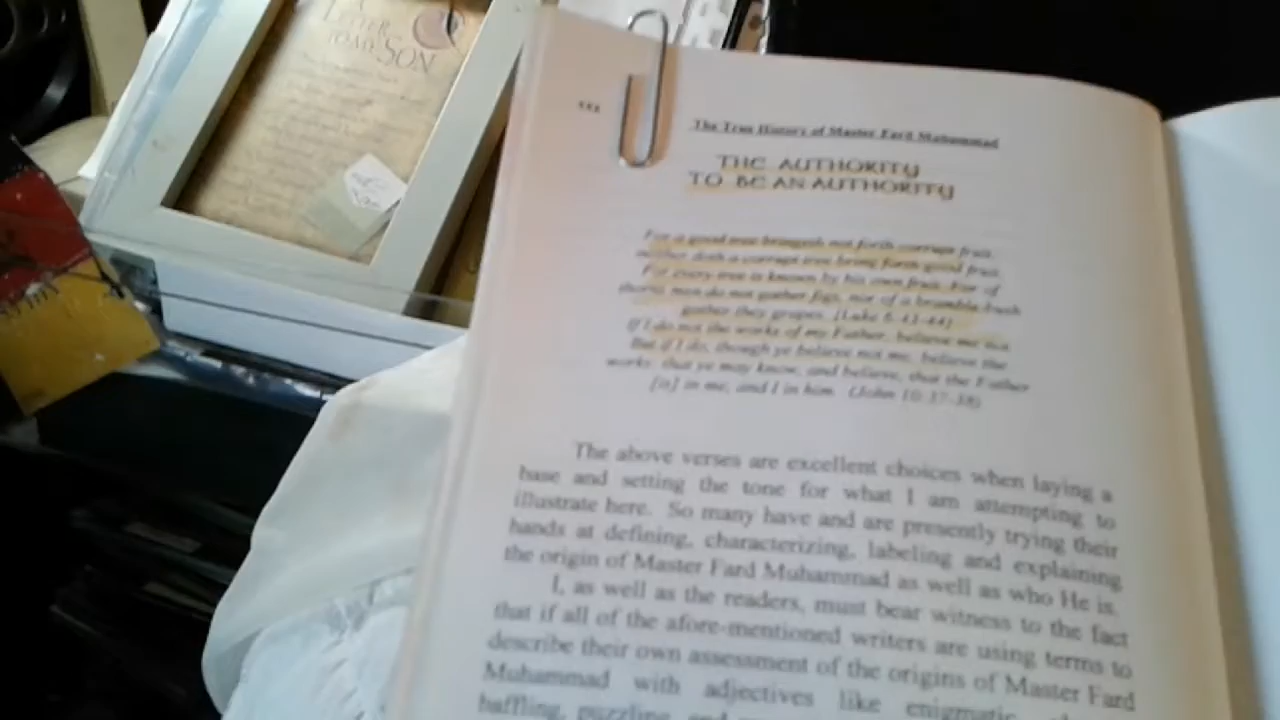 LETTER
TO MY SON
The True History of Master Fard Muhammad
THE AUTHORITY
TO BE AN AUTHORITY
For a good tree bringeth not forth corrupt fruit,
neither doth a corrupt tree bring forth good fruit.
For every tree is known by his own fruit. For of
thorns men do not gather figs, nor of a bramble bush
gather they grapes. (Luke 6:43-44)
If I do not the works of my Father, believe me not.
But if I do, though ye believe not me, believe the
works: that ye may know, and believe, that the Father
[is] in me, and I in him. (John 10:37-38)
The above verses are excellent choices when laying a
base and setting the tone for what I am attempting to
illustrate here. So many have and are presently trying their
hands at defining, characterizing, labeling and explaining
the origin of Master Fard Muhammad as well as who He is.
I, as well as the readers, must bear witness to the fact
that if all of the afore-mentioned writers are using terms to
describe their own assessment of the origins of Master Fard
Muhammad with adjectives like enigmatic,
baffling, puzzling, and